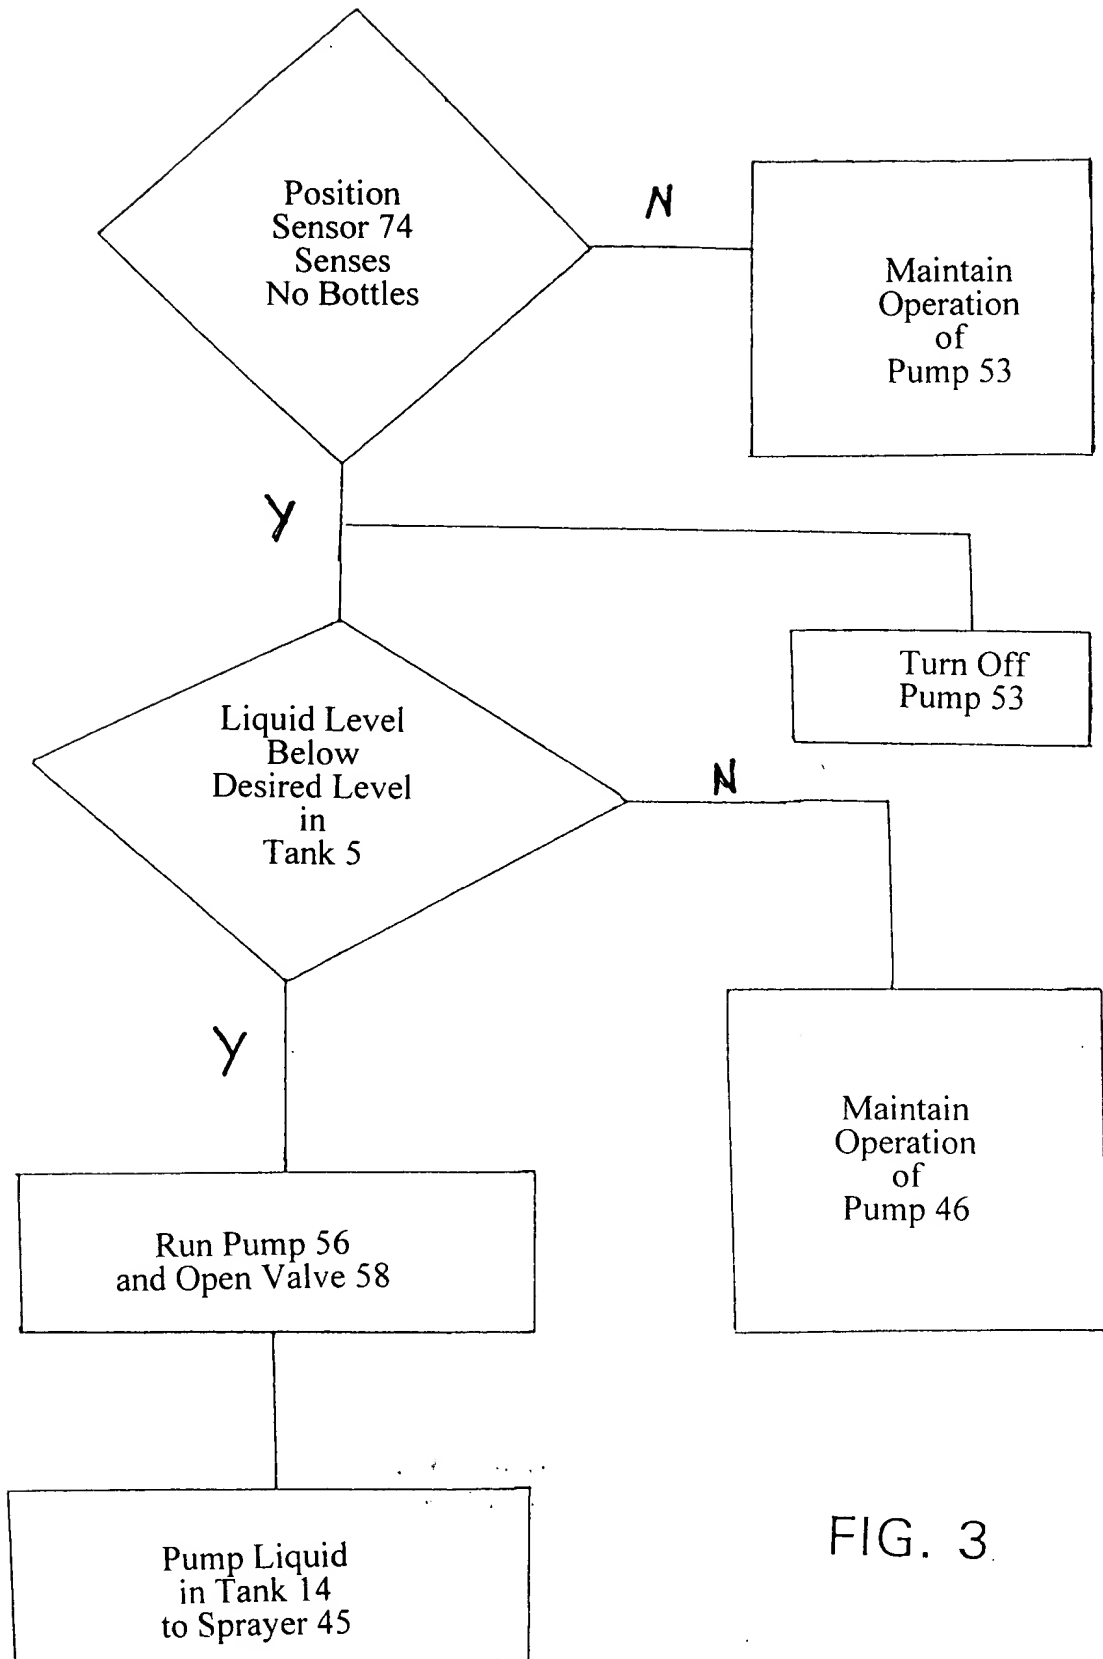 Position
Sensor 74
Senses
No Bottles
N
Maintain
Operation
of
Pump 53
Y
Turn Off
Pump 53
Liquid Level
Below
Desired Level
in
Tank 5
N
Y
Maintain
Operation
of
Pump 46
Run Pump 56
and Open Valve 58
Pump Liquid
in Tank 14
to Sprayer 45
FIG. 3